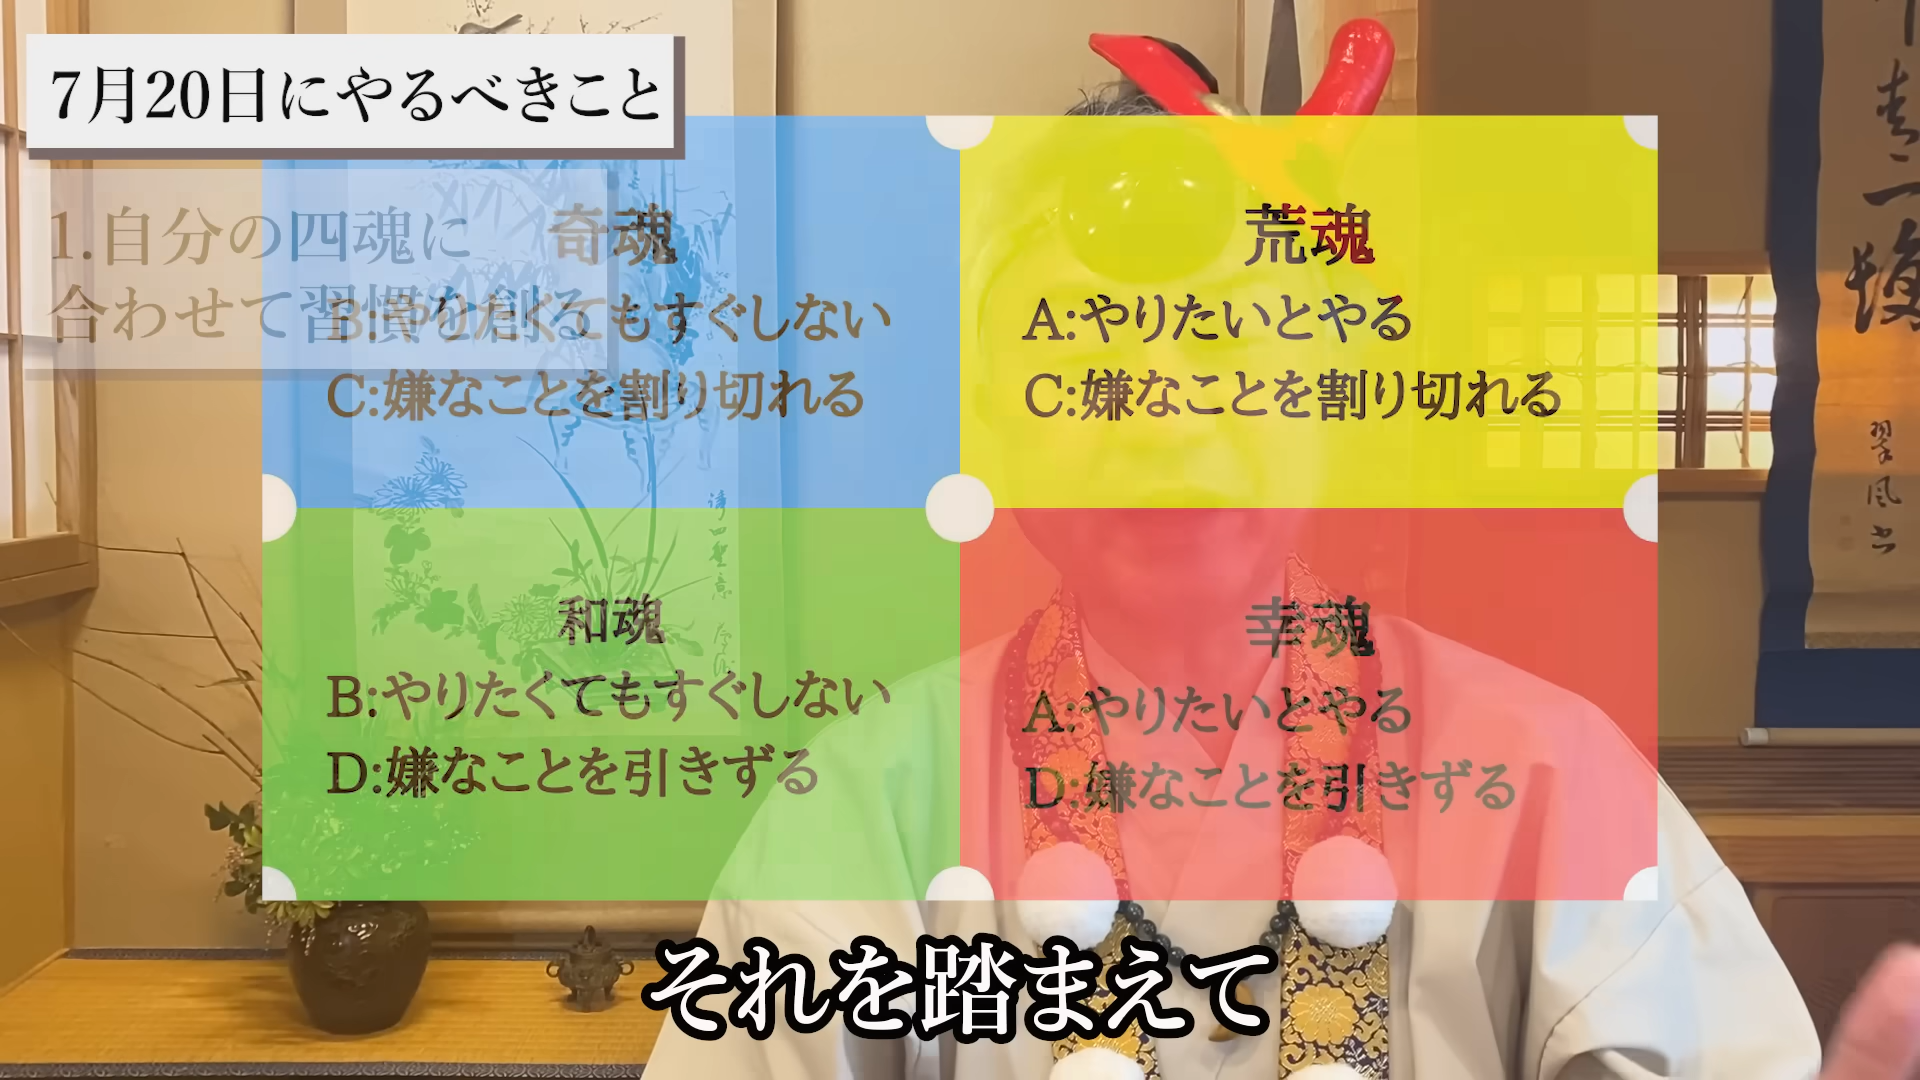 7月20日にやるべきこと
1.自分の四魂に
合わせて習慣を創る
奇魂
B:やりたくてもすぐしない
C:嫌なことを割り切れる
荒魂
A:やりたいとやる
C:嫌なことを割り切れる
和魂
B:やりたくてもすぐしない
D:嫌なことを引きずる
幸魂
A:やりたいとやる
D:嫌なことを引きずる
それを踏まえて